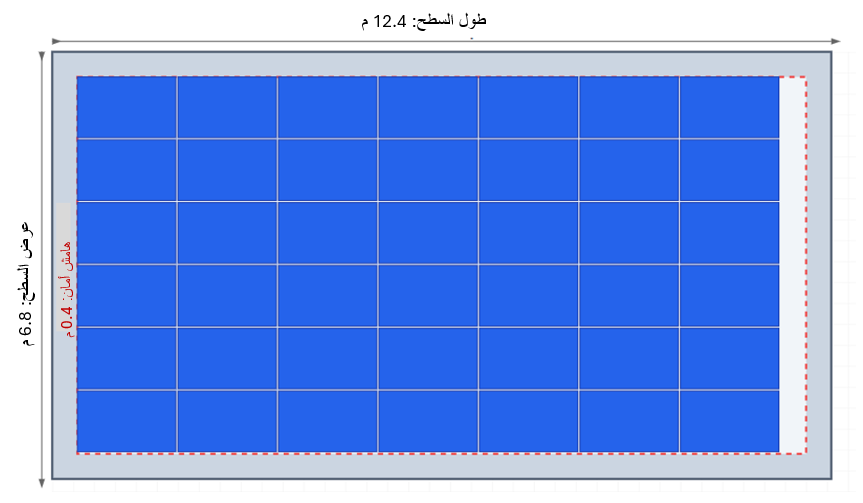 طول السطح: 12.4 م
عرض السطح: 6.8 م
هامش أمان: 0.4 م